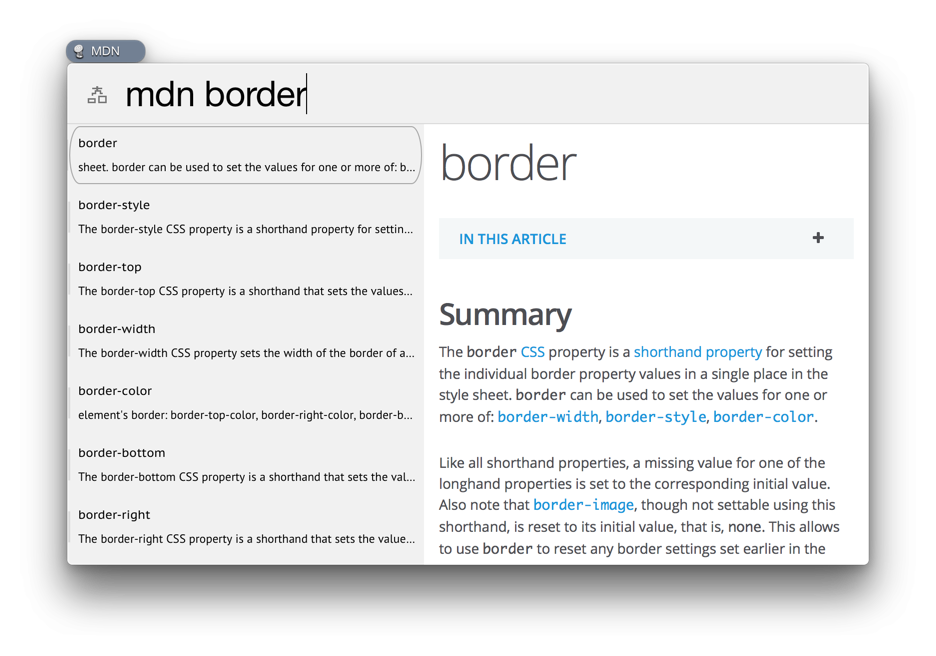 MDN
mdn border
border
sheet. border can be used to set the values for one or more of: b...
border-style
The border-style CSS property is a shorthand property for settin...
border-top
The border-top CSS property is a shorthand that sets the values...
border-width
The border-width CSS property sets the width of the border of a...
border-color
element's border: border-top-color, border-right-color, border-b...
border-bottom
The border-bottom CSS property is a shorthand that sets the val...
border-right
The border-right CSS property is a shorthand that sets the value...
border
IN THIS ARTICLE +
Summary
The border CSS property is a shorthand property for setting
the individual border property values in a single place in the
style sheet. border can be used to set the values for one or
more of: border-width, border-style, border-color.
Like all shorthand properties, a missing value for one of the
longhand properties is set to the corresponding initial value.
Also note that border-image, though not settable using this
shorthand, is reset to its initial value, that is, none. This allows
to use border to reset any border settings set earlier in the